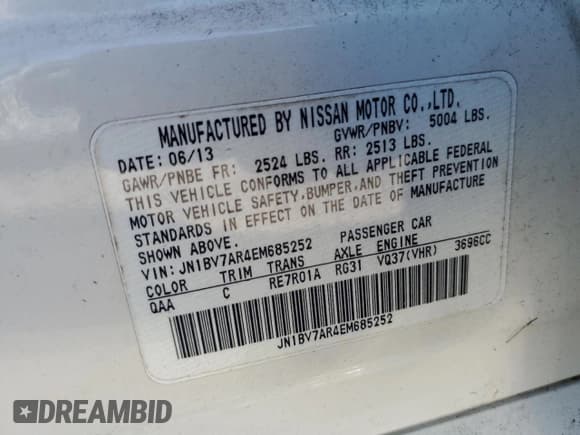 MANUFACTURED BY NISSAN MOTOR CO.,LTD.
DATE: 06/13 GVWR/PNBV: 5004 LBS.
GAWR/PNBE FR: 2524 LBS. RR: 2513 LBS.
THIS VEHICLE CONFORMS TO ALL APPLICABLE FEDERAL
MOTOR VEHICLE SAFETY,BUMPER,AND THEFT PREVENTION
STANDARDS IN EFFECT ON THE DATE OF MANUFACTURE
SHOWN ABOVE.
VIN: JN1BV7AR4EM685252 PASSENGER CAR
COLOR TRIM TRANS AXLE ENGINE
QAA C RE7R01A RG31 VQ37(VHR) 3696CC
JN1BV7AR4EM685252
DREAMBID